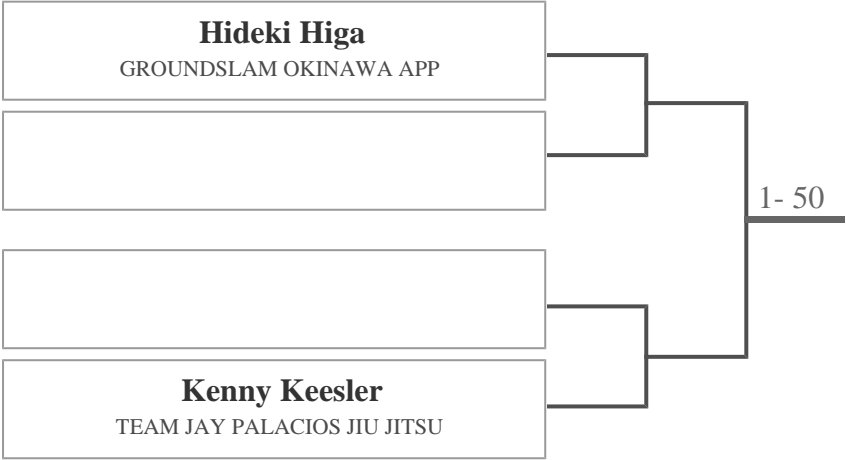 Hideki Higa
GROUNDSLAM OKINAWA APP
1- 50
Kenny Keesler
TEAM JAY PALACIOS JIU JITSU